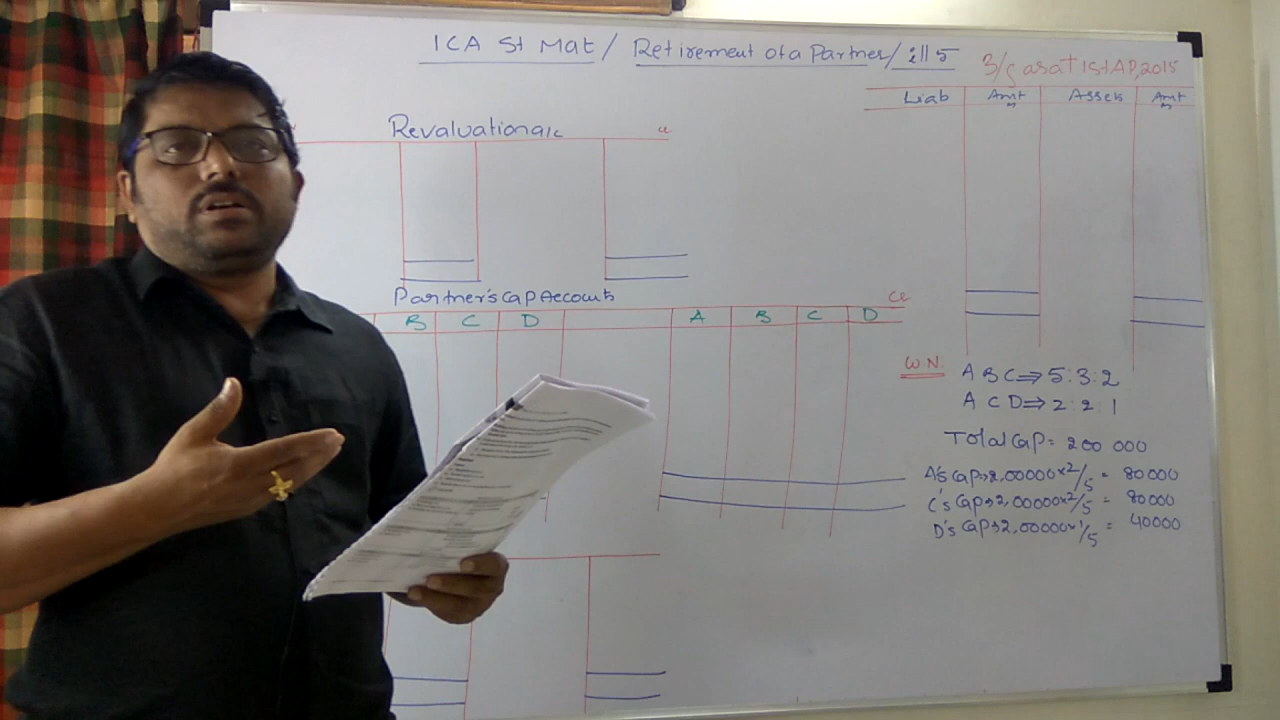 ICA St Mat / Retirement of a Partner / ill 5
B/S as at 1st AP, 2015
Liab Amt Assets Amt
Revaluation a/c
Partner's Cap Accounts
B C D A B C D
W N:
A B C ⇒ 5:3:2
A C D ⇒ 2:2:1
Total Cap = 200 000
A's Cap → 2,00000 × 2/5 = 80 000
C's Cap → 2,00000 × 2/5 = 80 000
D's Cap → 2,00000 × 1/5 = 40000